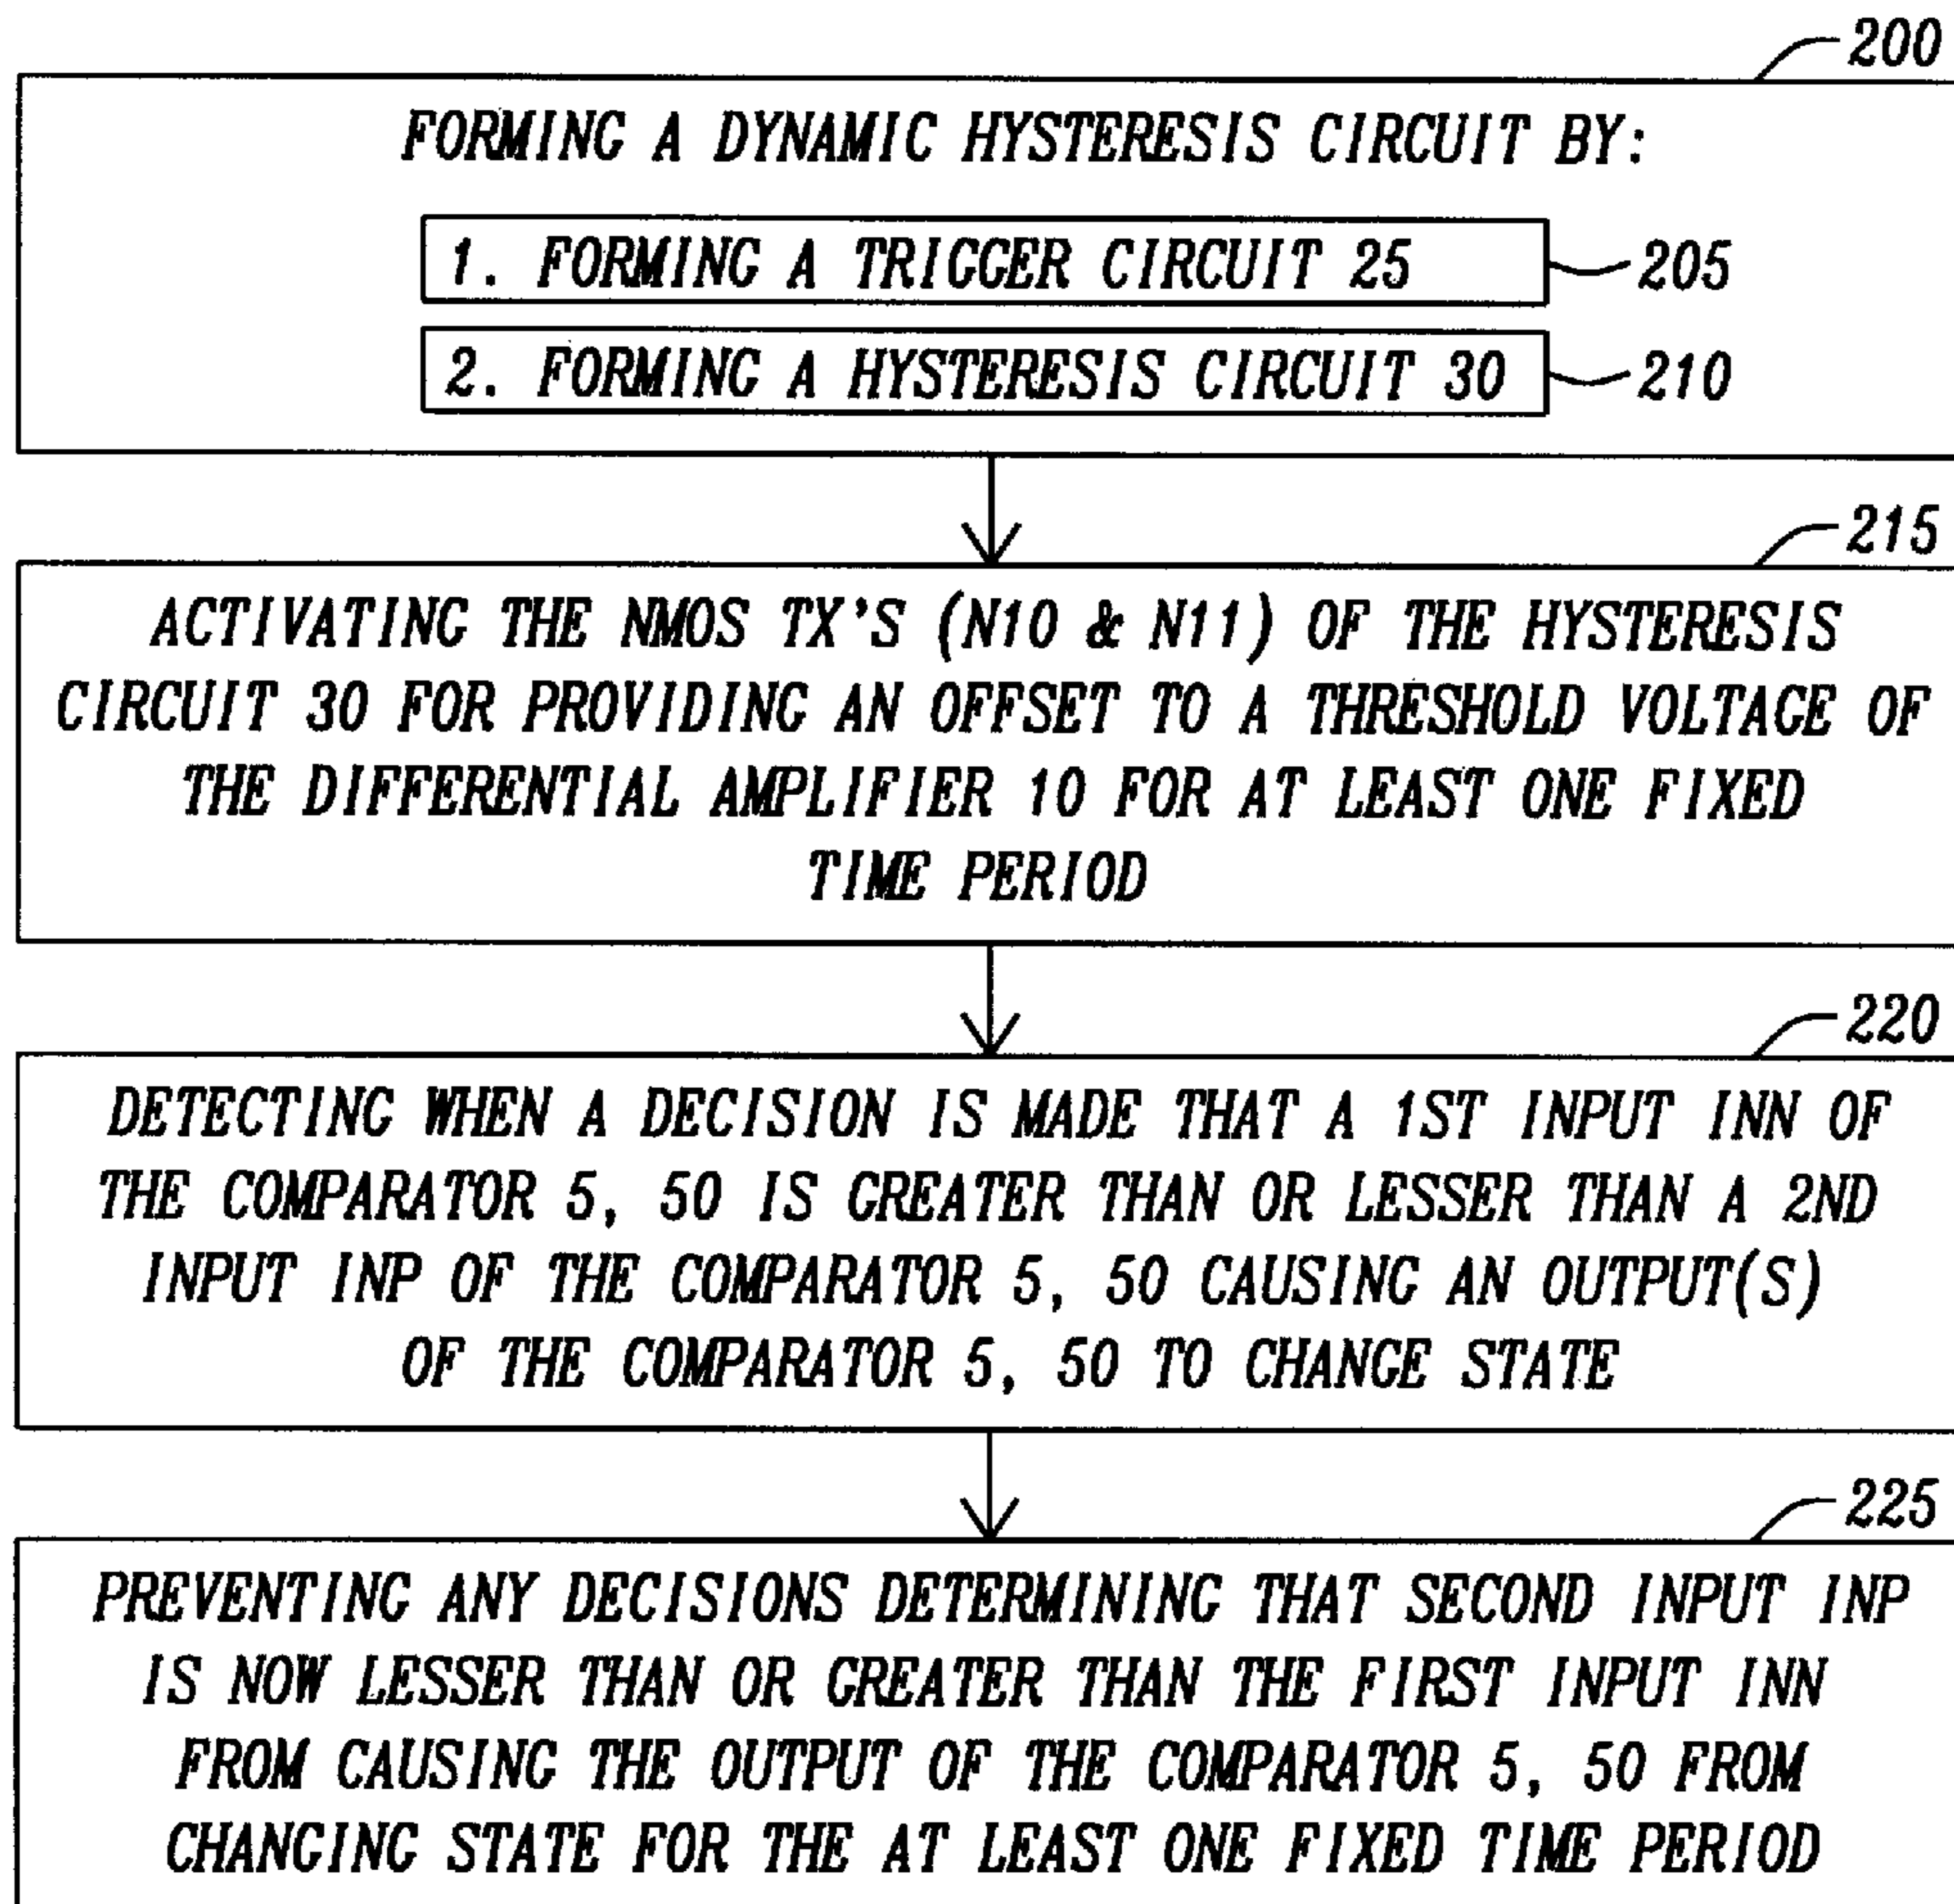 200
FORMING A DYNAMIC HYSTERESIS CIRCUIT BY:
1. FORMING A TRIGGER CIRCUIT 25
205
2. FORMING A HYSTERESIS CIRCUIT 30
210
215
ACTIVATING THE NMOS TX'S (N10 & N11) OF THE HYSTERESIS
CIRCUIT 30 FOR PROVIDING AN OFFSET TO A THRESHOLD VOLTAGE OF
THE DIFFERENTIAL AMPLIFIER 10 FOR AT LEAST ONE FIXED
TIME PERIOD
220
DETECTING WHEN A DECISION IS MADE THAT A 1ST INPUT INN OF
THE COMPARATOR 5, 50 IS GREATER THAN OR LESSER THAN A 2ND
INPUT INP OF THE COMPARATOR 5, 50 CAUSING AN OUTPUT(S)
OF THE COMPARATOR 5, 50 TO CHANGE STATE
225
PREVENTING ANY DECISIONS DETERMINING THAT SECOND INPUT INP
IS NOW LESSER THAN OR GREATER THAN THE FIRST INPUT INN
FROM CAUSING THE OUTPUT OF THE COMPARATOR 5, 50 FROM
CHANGING STATE FOR THE AT LEAST ONE FIXED TIME PERIOD